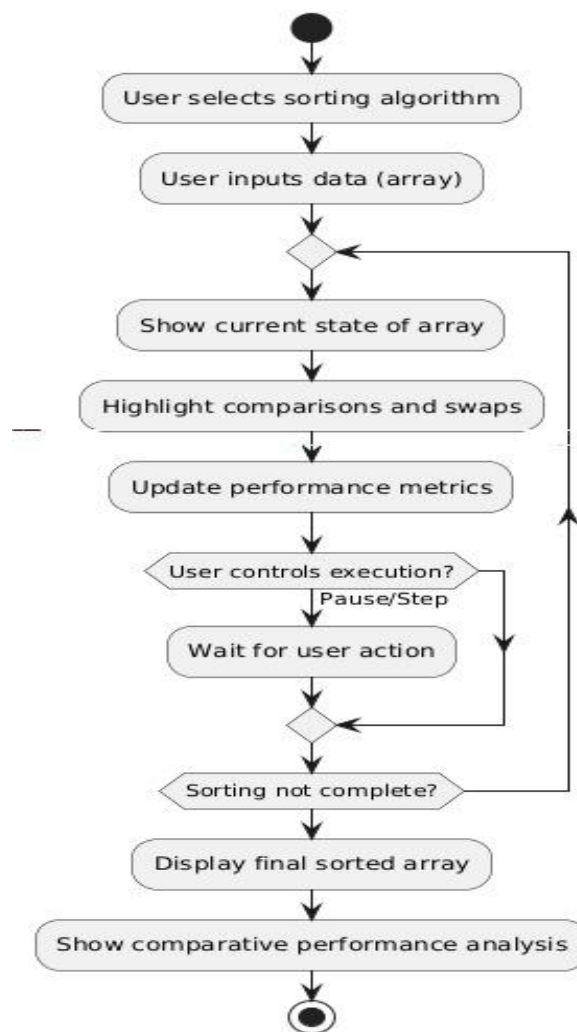 User selects sorting algorithm
User inputs data (array)
Show current state of array
Highlight comparisons and swaps
Update performance metrics
User controls execution?
Pause/Step
Wait for user action
Sorting not complete?
Display final sorted array
Show comparative performance analysis